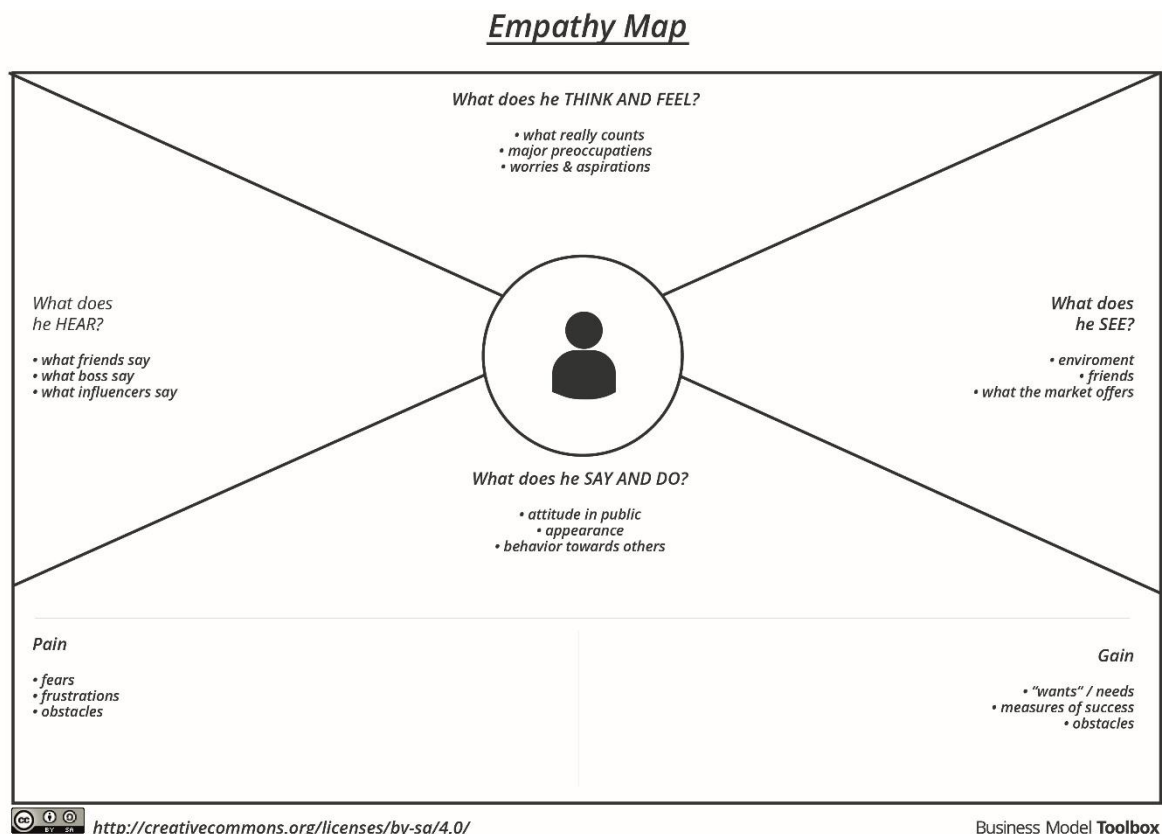 Empathy Map
What does he THINK AND FEEL?
• what really counts
• major preoccupatiens
• worries & aspirations
What does
he HEAR?
• what friends say
• what boss say
• what influencers say
What does
he SEE?
• enviroment
• friends
• what the market offers
What does he SAY AND DO?
• attitude in public
• appearance
• behavior towards others
Pain
• fears
• frustrations
• obstacles
Gain
• “wants” / needs
• measures of success
• obstacles
cc BY SA
http://creativecommons.org/licenses/by-sa/4.0/
Business Model Toolbox